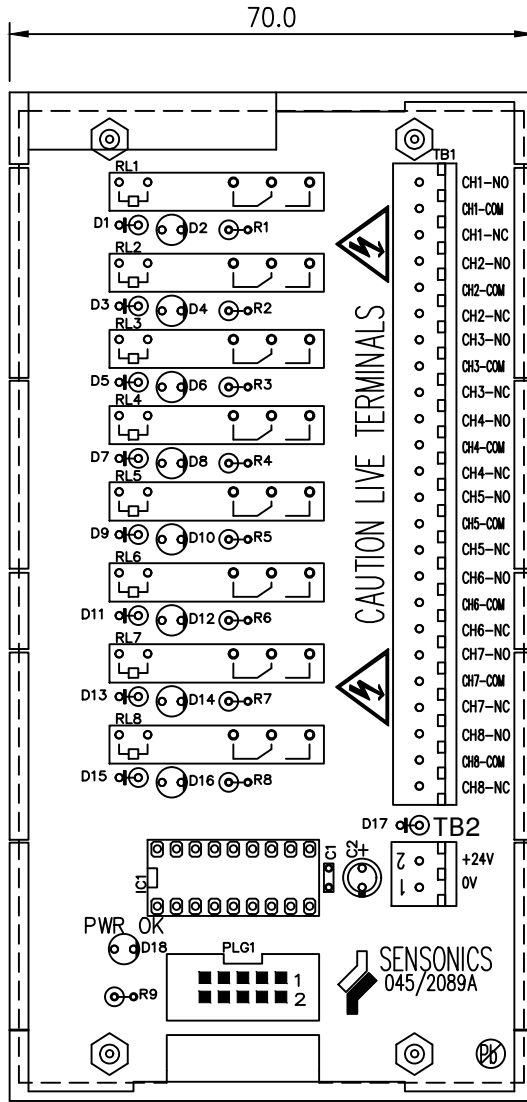 70.0
TB1
RL1
CH1-NO
CH1-COM
D1 D2 R1
CH1-NC
RL2
CH2-NO
CH2-COM
D3 D4 R2
CH2-NC
RL3
CH3-NO
CH3-COM
D5 D6 R3
CH3-NC
RL4
CH4-NO
CH4-COM
D7 D8 R4
CH4-NC
RL5
CH5-NO
CH5-COM
D9 D10 R5
CH5-NC
RL6
CH6-NO
CH6-COM
D11 D12 R6
CH6-NC
RL7
CH7-NO
CH7-COM
D13 D14 R7
CH7-NC
RL8
CH8-NO
CH8-COM
D15 D16 R8
CH8-NC
CAUTION LIVE TERMINALS
D17 TB2
IC1
C1
C2 +
2 +24V
1 0V
PWR OK
D18
PLG1
1
2
R9
SENSONICS
045/2089A
Pb